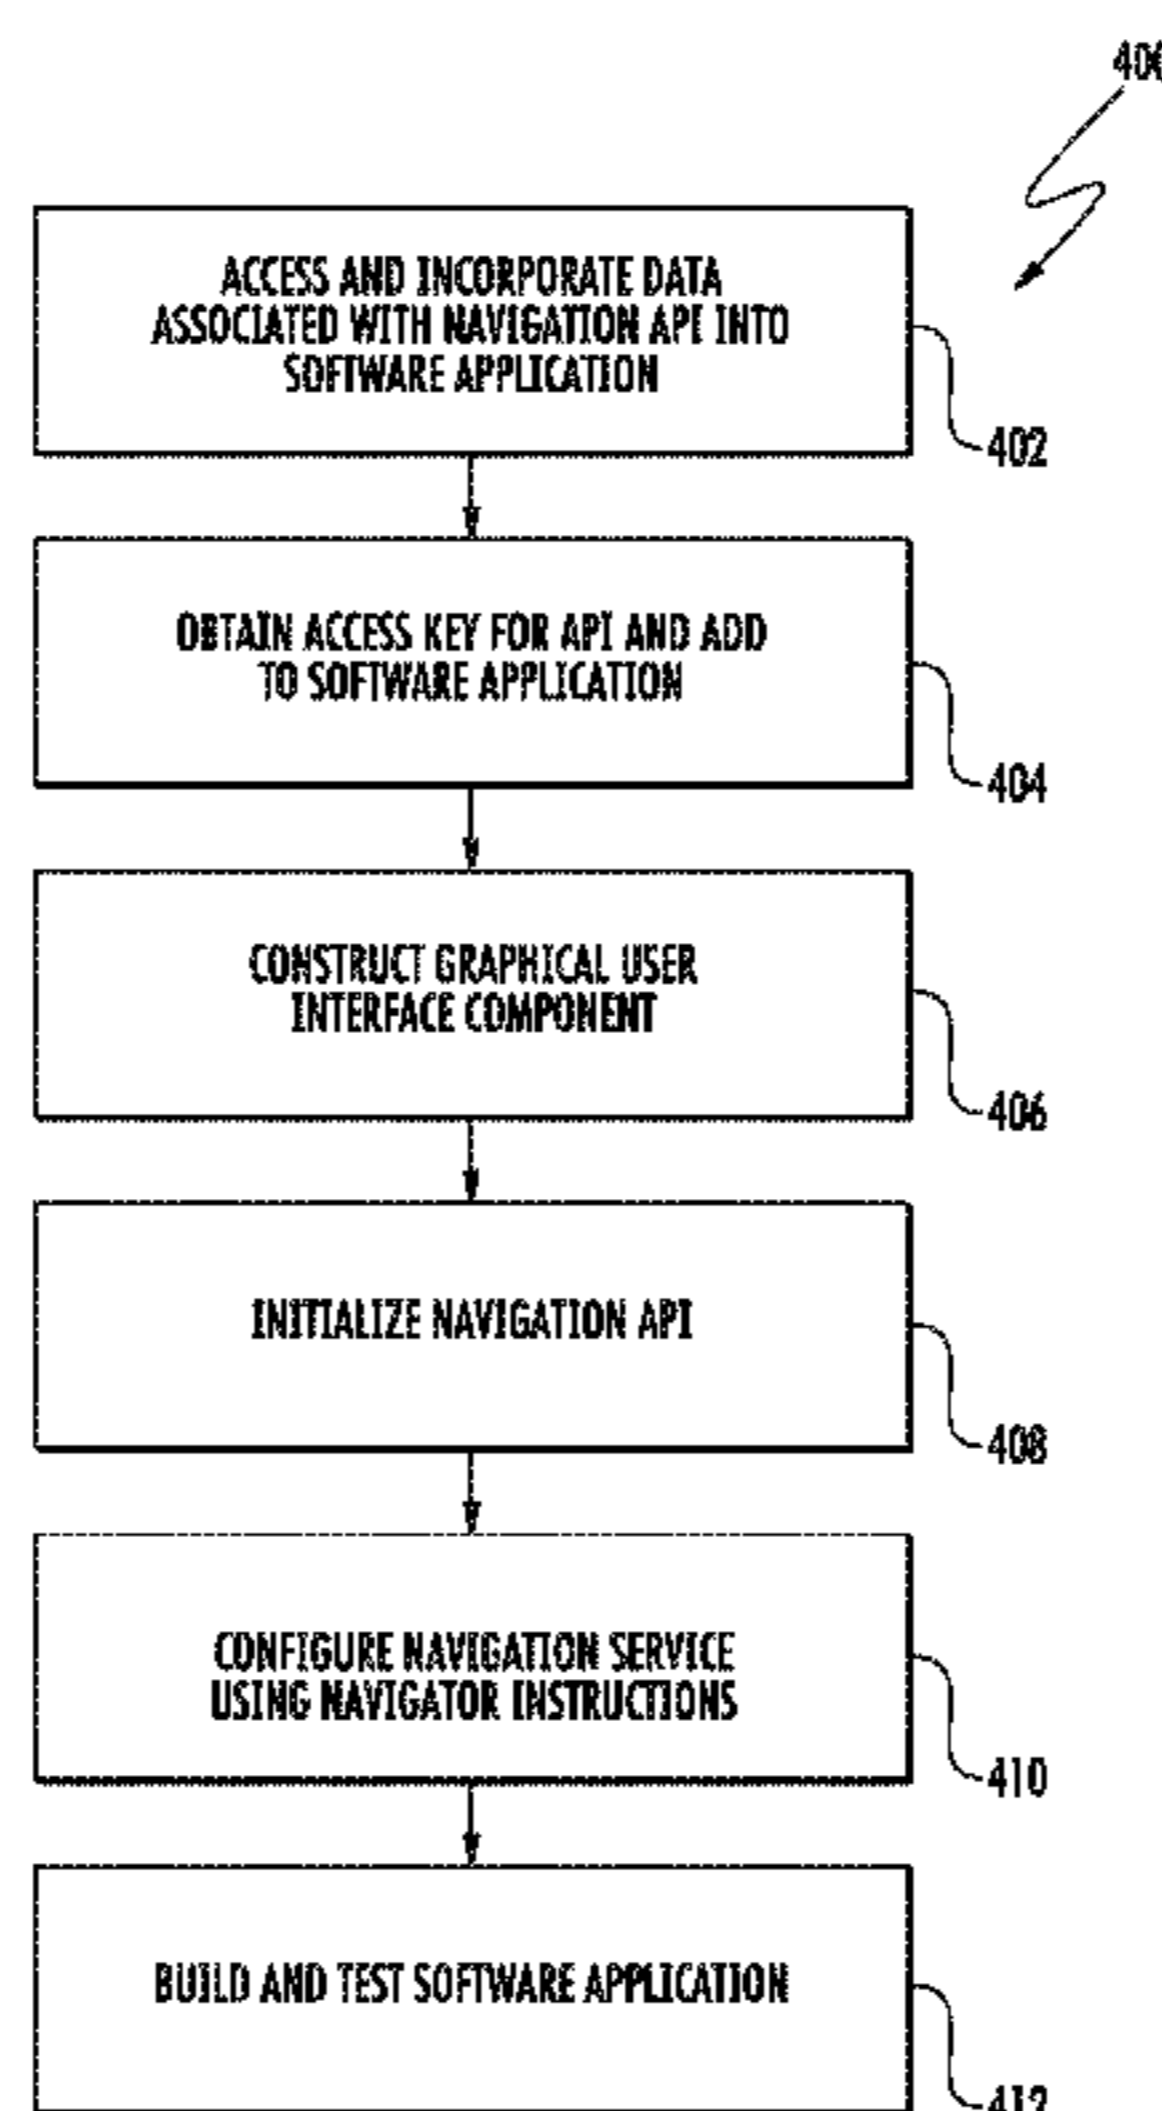 400
ACCESS AND INCORPORATE DATA
ASSOCIATED WITH NAVIGATION API INTO
SOFTWARE APPLICATION
402
OBTAIN ACCESS KEY FOR API AND ADD
TO SOFTWARE APPLICATION
404
CONSTRUCT GRAPHICAL USER
INTERFACE COMPONENT
406
INITIALIZE NAVIGATION API
408
CONFIGURE NAVIGATION SERVICE
USING NAVIGATOR INSTRUCTIONS
410
BUILD AND TEST SOFTWARE APPLICATION
412